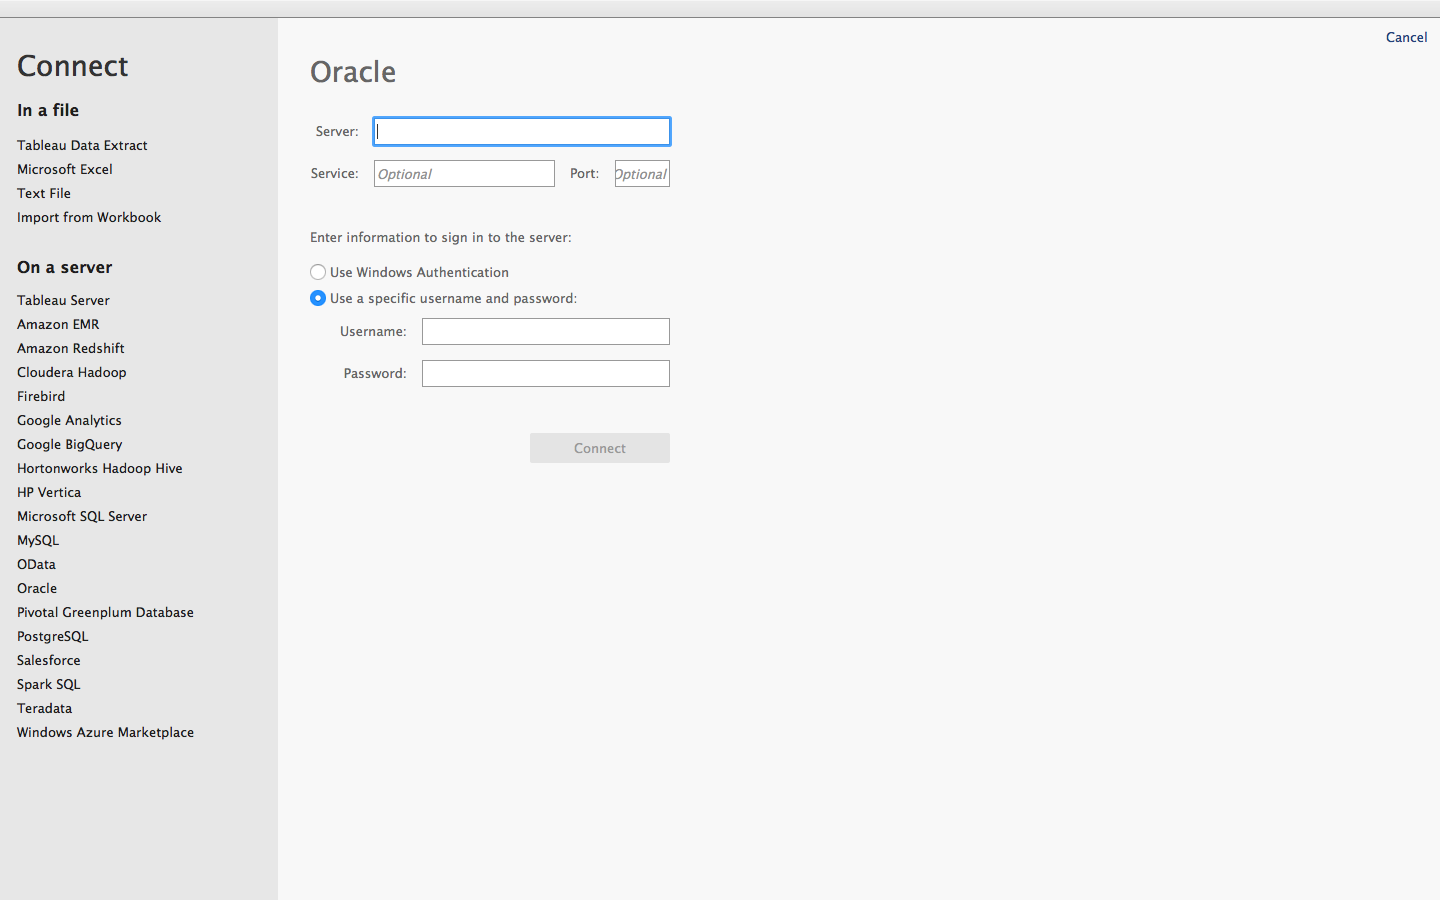 Cancel
Connect
In a file
Tableau Data Extract
Microsoft Excel
Text File
Import from Workbook
On a server
Tableau Server
Amazon EMR
Amazon Redshift
Cloudera Hadoop
Firebird
Google Analytics
Google BigQuery
Hortonworks Hadoop Hive
HP Vertica
Microsoft SQL Server
MySQL
OData
Oracle
Pivotal Greenplum Database
PostgreSQL
Salesforce
Spark SQL
Teradata
Windows Azure Marketplace
Oracle
Server:
Service: Optional Port: Optional
Enter information to sign in to the server:
Use Windows Authentication
Use a specific username and password:
Username:
Password:
Connect